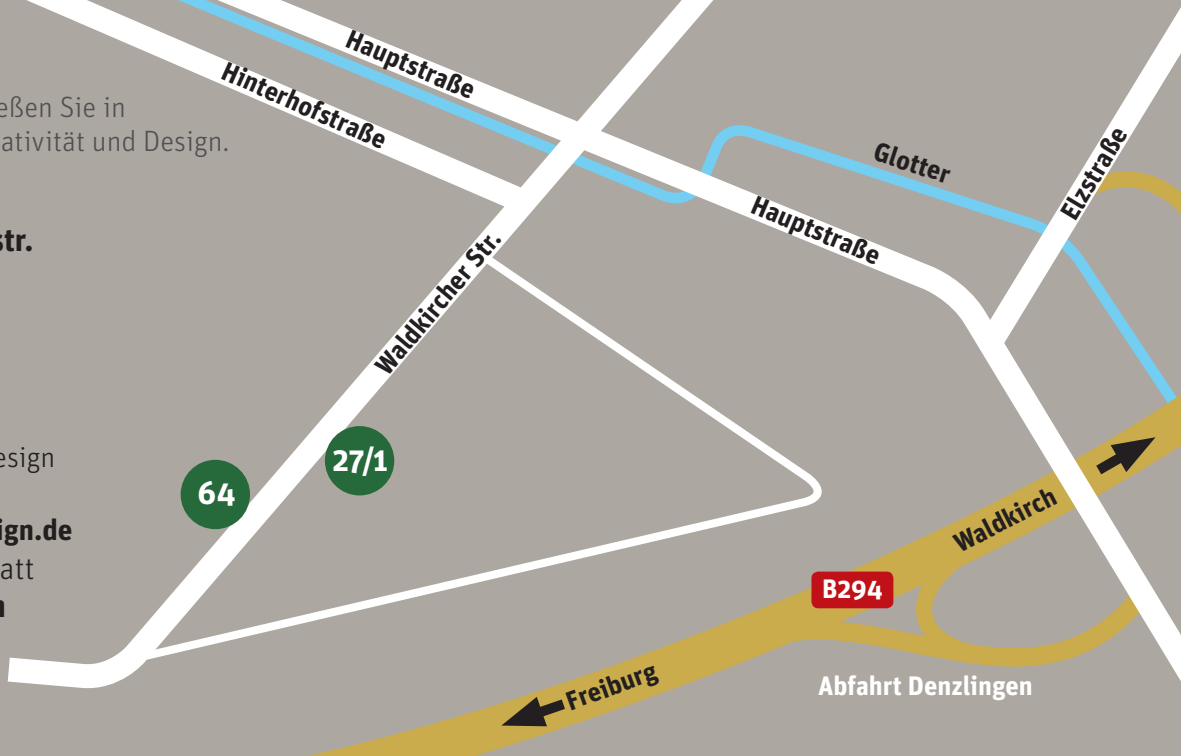 Hauptstraße
Hinterhofstraße
eßen Sie in
ativität und Design.
Glotter
Elzstraße
Hauptstraße
str.
Waldkircher Str.
27/1
64
esign
ign.de
att
n
Waldkirch
B294
Freiburg
Abfahrt Denzlingen